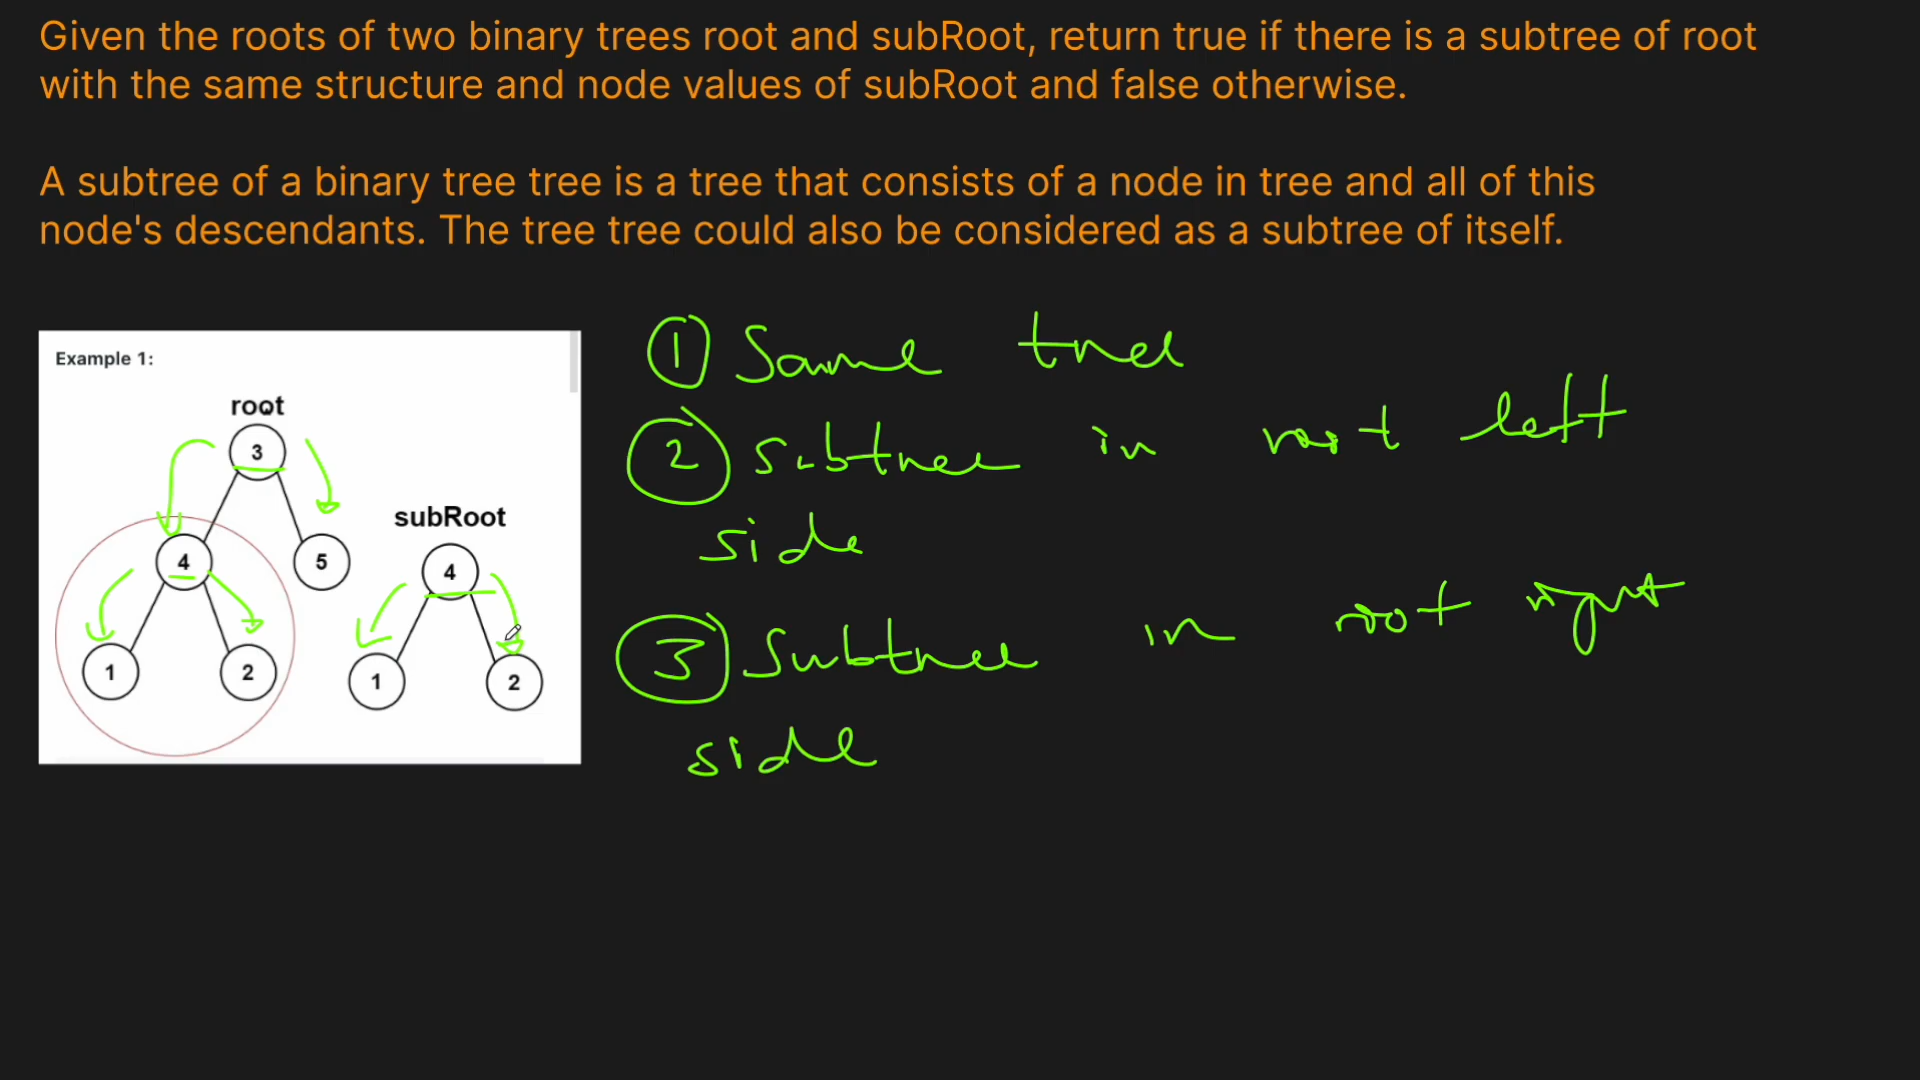 Given the roots of two binary trees root and subRoot, return true if there is a subtree of root
with the same structure and node values of subRoot and false otherwise.
A subtree of a binary tree tree is a tree that consists of a node in tree and all of this
node's descendants. The tree tree could also be considered as a subtree of itself.
Example 1:
root
3
4
5
1
2
subRoot
4
1
2
1 Same tree
2 Subtree in root left
side
3 Subtree in root right
side